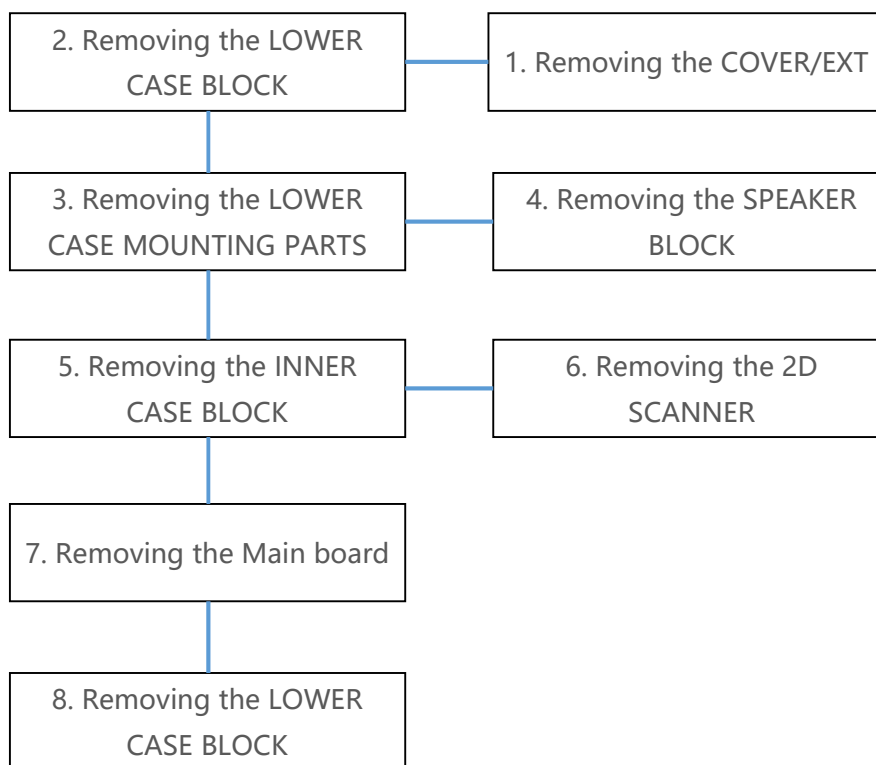 2. Removing the LOWER
CASE BLOCK
1. Removing the COVER/EXT
3. Removing the LOWER
CASE MOUNTING PARTS
4. Removing the SPEAKER
BLOCK
5. Removing the INNER
CASE BLOCK
6. Removing the 2D
SCANNER
7. Removing the Main board
8. Removing the LOWER
CASE BLOCK